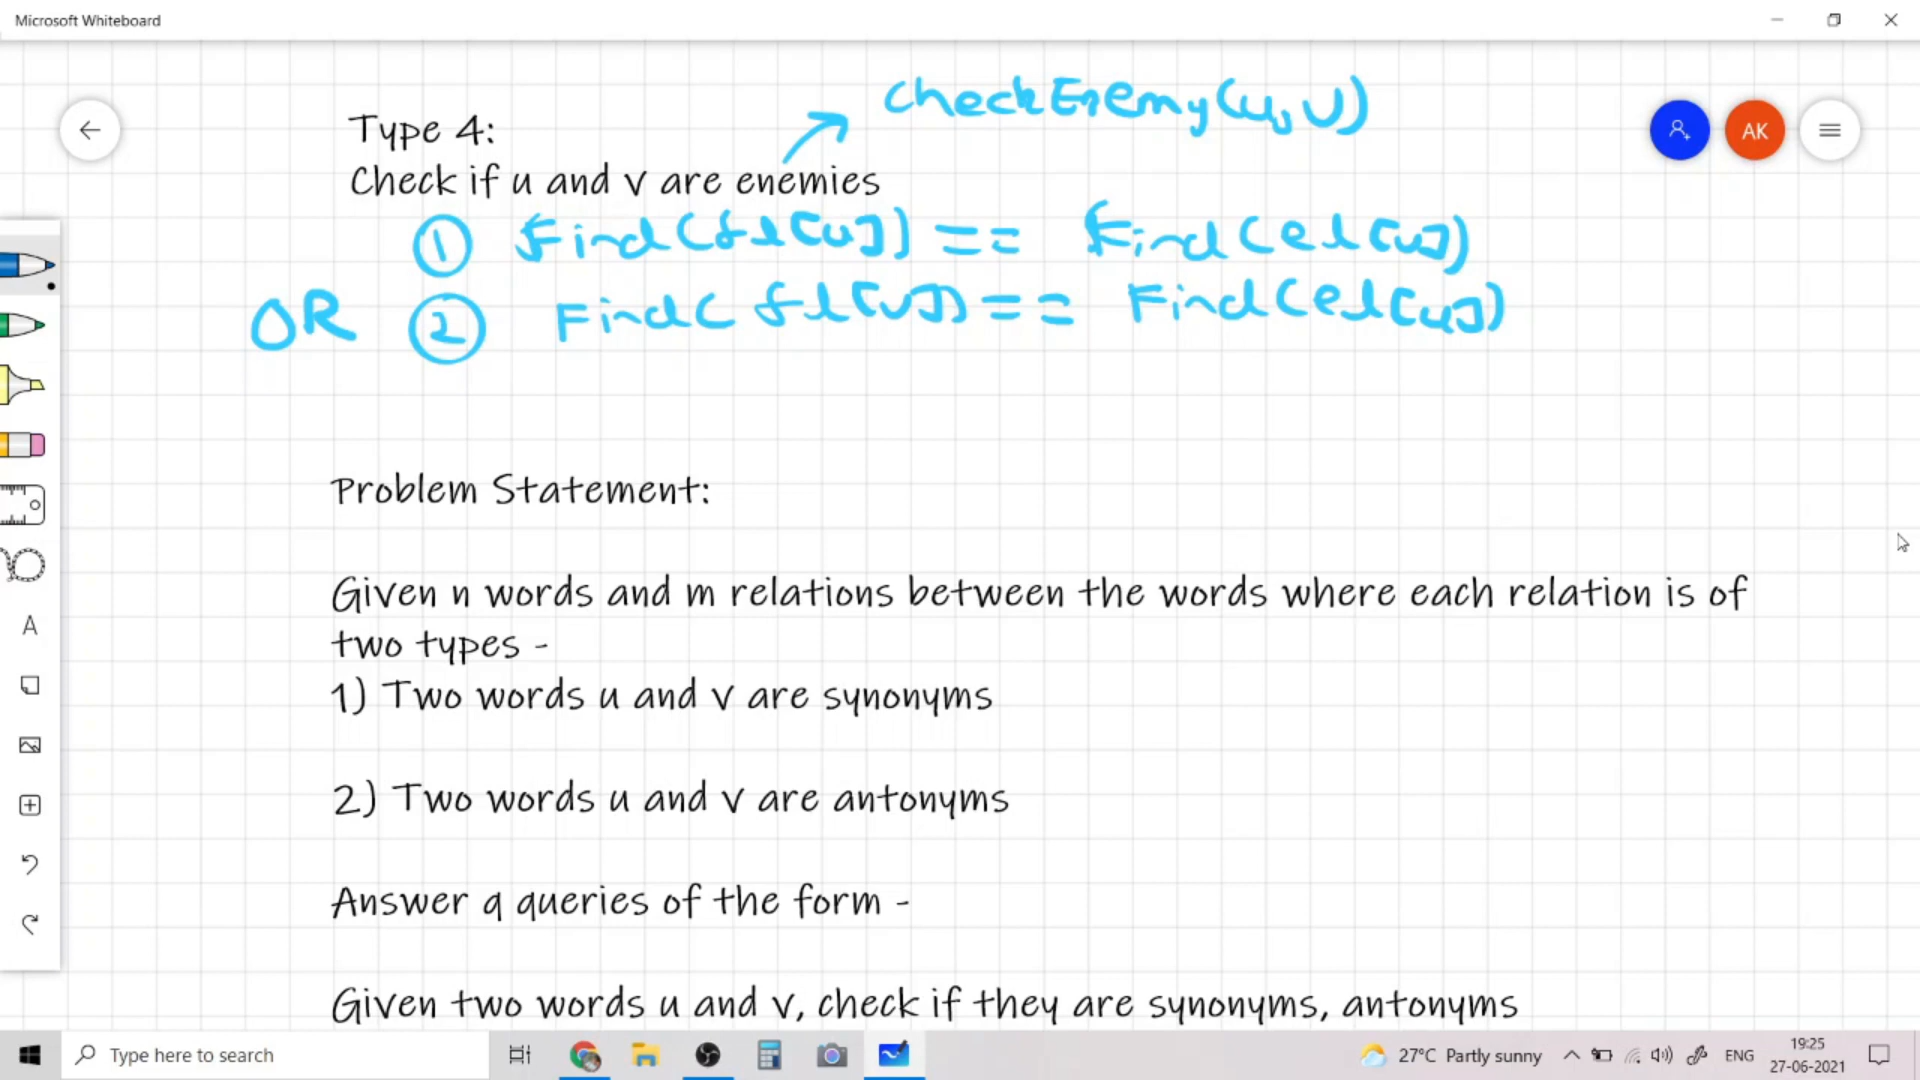 Microsoft Whiteboard
checkEnemy(u, v)
Type 4:
AK
Check if u and v are enemies
1 Find(fl[u]) == Find(el[v])
OR 2 Find(fl[v]) == Find(el[u])
Problem Statement:
Given n words and m relations between the words where each relation is of
two types -
1) Two words u and v are synonyms
2) Two words u and v are antonyms
Answer q queries of the form -
Given two words u and v, check if they are synonyms, antonyms
A
Type here to search
27°C Partly sunny
ENG
19:25
27-06-2021